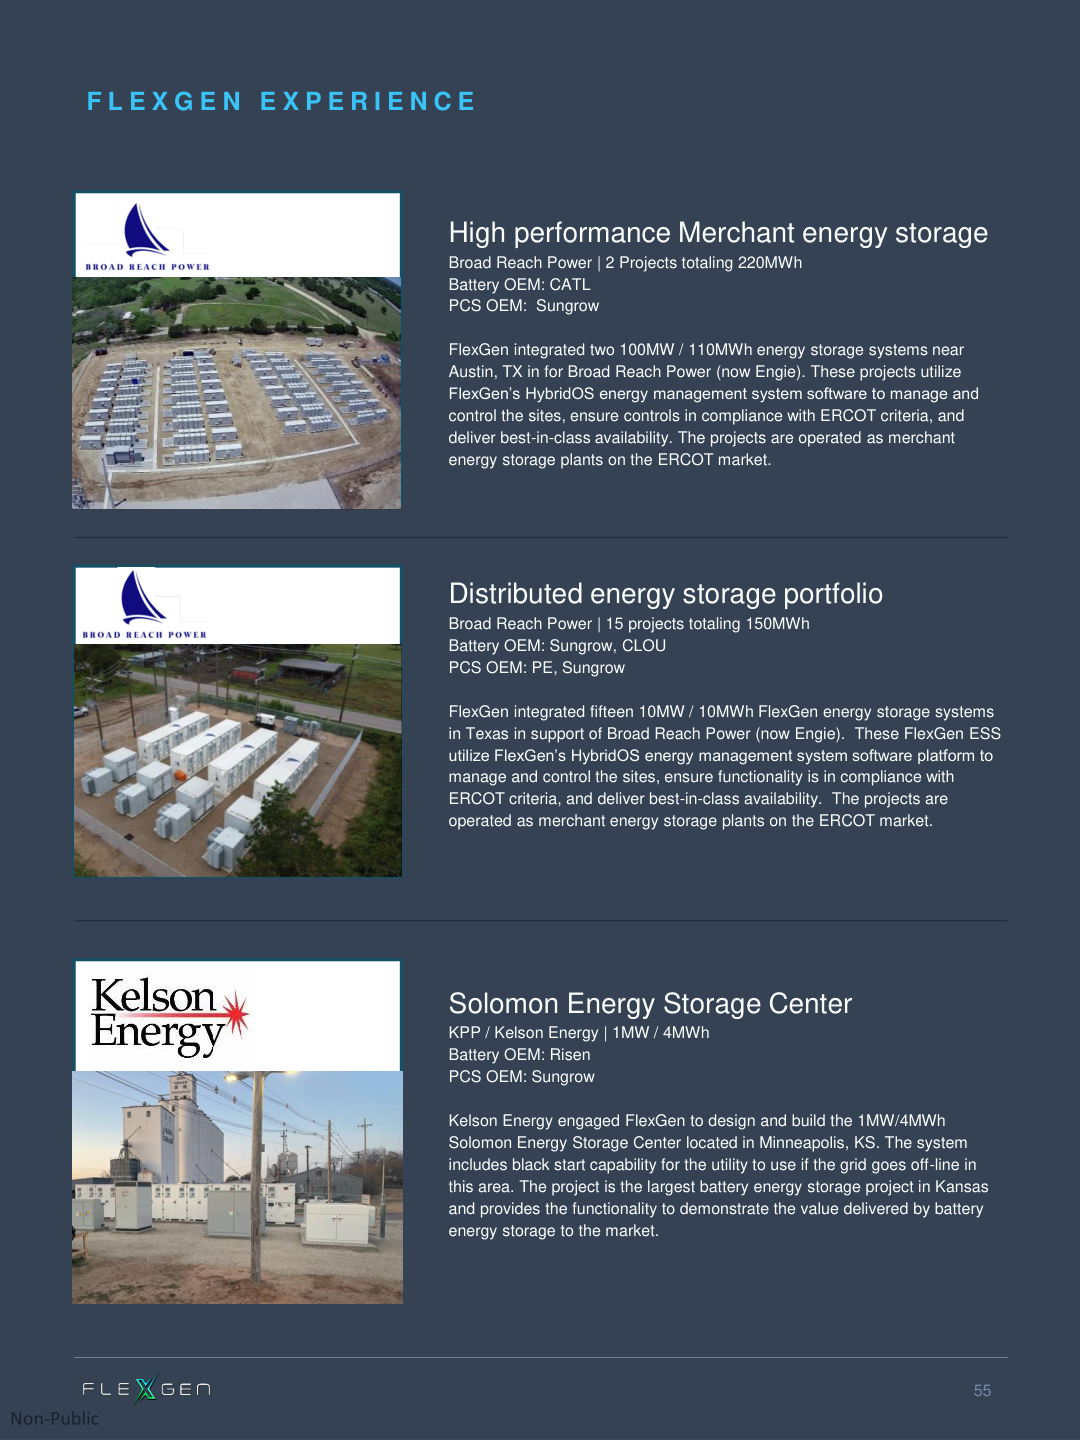 FLEXGEN EXPERIENCE
BROAD REACH POWER
High performance Merchant energy storage
Broad Reach Power | 2 Projects totaling 220MWh
Battery OEM: CATL
PCS OEM:  Sungrow
FlexGen integrated two 100MW / 110MWh energy storage systems near
Austin, TX in for Broad Reach Power (now Engie). These projects utilize
FlexGen’s HybridOS energy management system software to manage and
control the sites, ensure controls in compliance with ERCOT criteria, and
deliver best-in-class availability. The projects are operated as merchant
energy storage plants on the ERCOT market.
BROAD REACH POWER
Distributed energy storage portfolio
Broad Reach Power | 15 projects totaling 150MWh
Battery OEM: Sungrow, CLOU
PCS OEM: PE, Sungrow
FlexGen integrated fifteen 10MW / 10MWh FlexGen energy storage systems
in Texas in support of Broad Reach Power (now Engie).  These FlexGen ESS
utilize FlexGen’s HybridOS energy management system software platform to
manage and control the sites, ensure functionality is in compliance with
ERCOT criteria, and deliver best-in-class availability.  The projects are
operated as merchant energy storage plants on the ERCOT market.
Kelson
Energy
Solomon Energy Storage Center
KPP / Kelson Energy | 1MW / 4MWh
Battery OEM: Risen
PCS OEM: Sungrow
Kelson Energy engaged FlexGen to design and build the 1MW/4MWh
Solomon Energy Storage Center located in Minneapolis, KS. The system
includes black start capability for the utility to use if the grid goes off-line in
this area. The project is the largest battery energy storage project in Kansas
and provides the functionality to demonstrate the value delivered by battery
energy storage to the market.
FLEXGEN
55
Non-Public